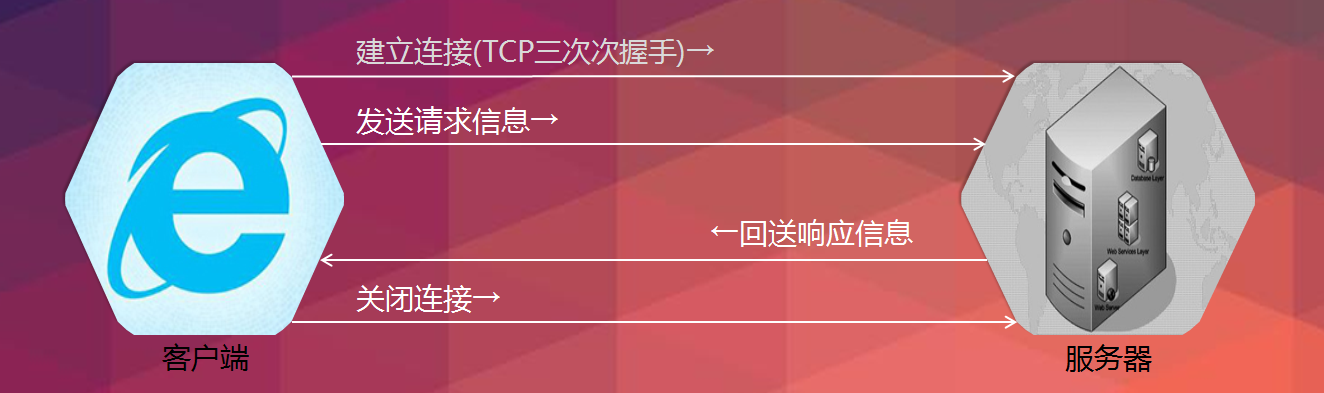 建立连接(TCP三次次握手)→
发送请求信息→
←回送响应信息
关闭连接→
Database Layer
Web Services Layer
Web Server
客户端
服务器